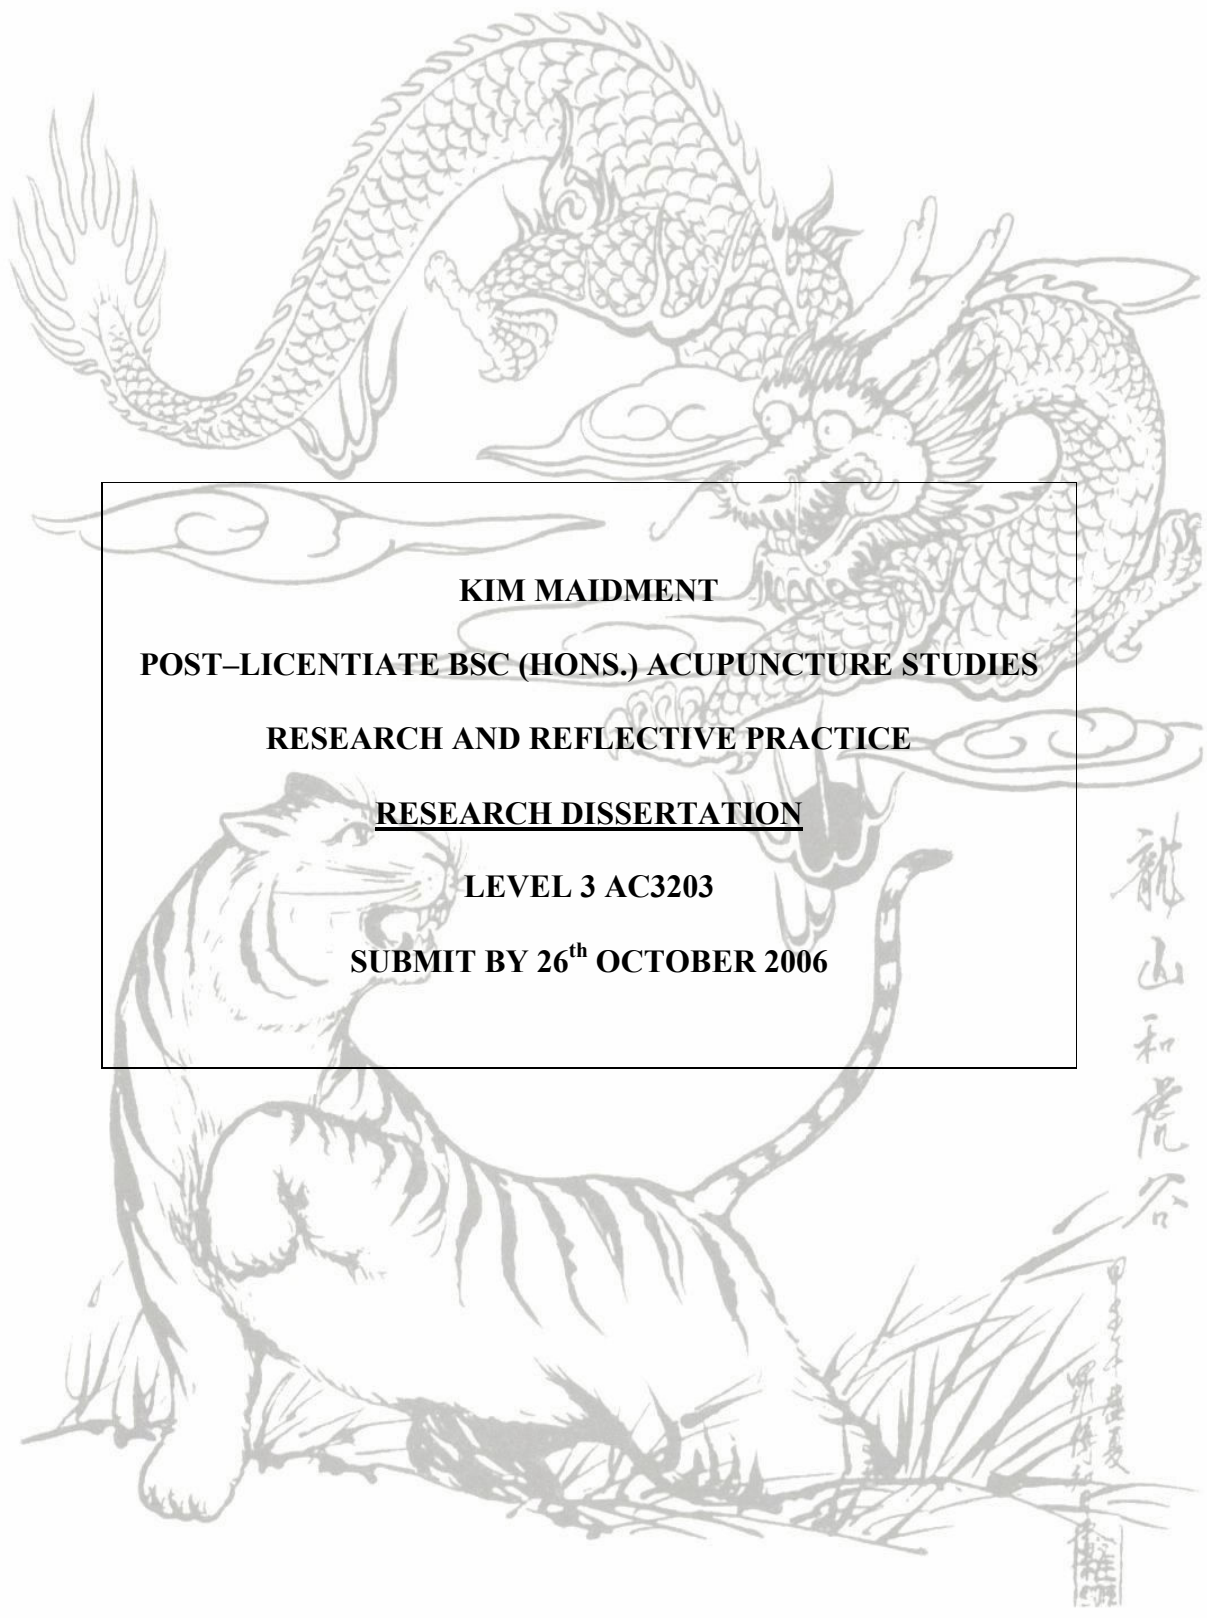 KIM MAIDMENT
POST–LICENTIATE BSC (HONS.) ACUPUNCTURE STUDIES
RESEARCH AND REFLECTIVE PRACTICE
RESEARCH DISSERTATION
LEVEL 3 AC3203
SUBMIT BY 26th OCTOBER 2006
龍山和虎谷